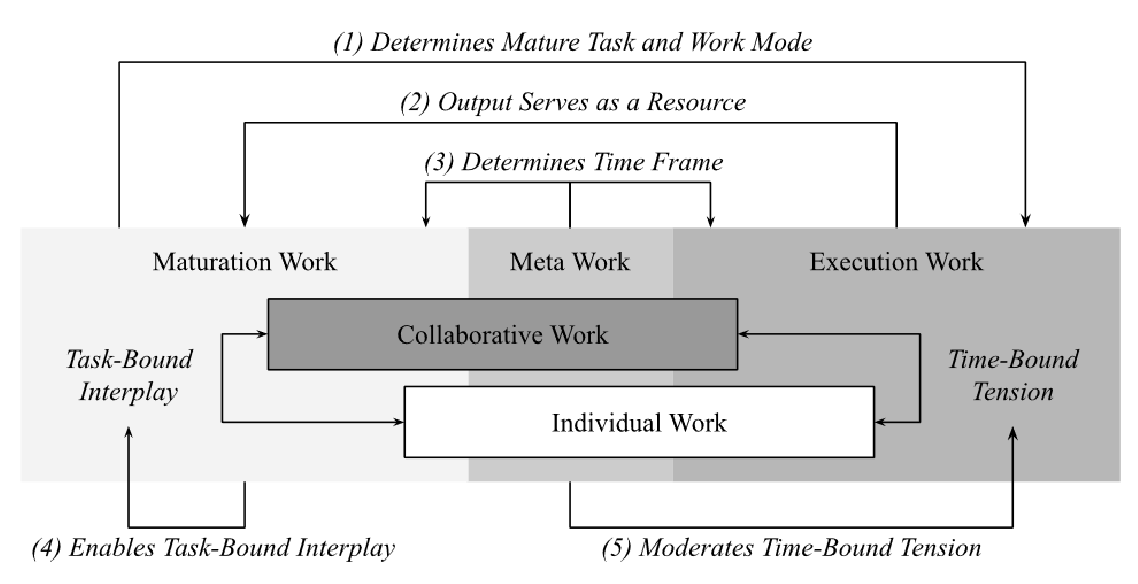 (1) Determines Mature Task and Work Mode
(2) Output Serves as a Resource
(3) Determines Time Frame
Maturation Work
Meta Work
Execution Work
Collaborative Work
Task-Bound
Interplay
Time-Bound
Tension
Individual Work
(4) Enables Task-Bound Interplay
(5) Moderates Time-Bound Tension